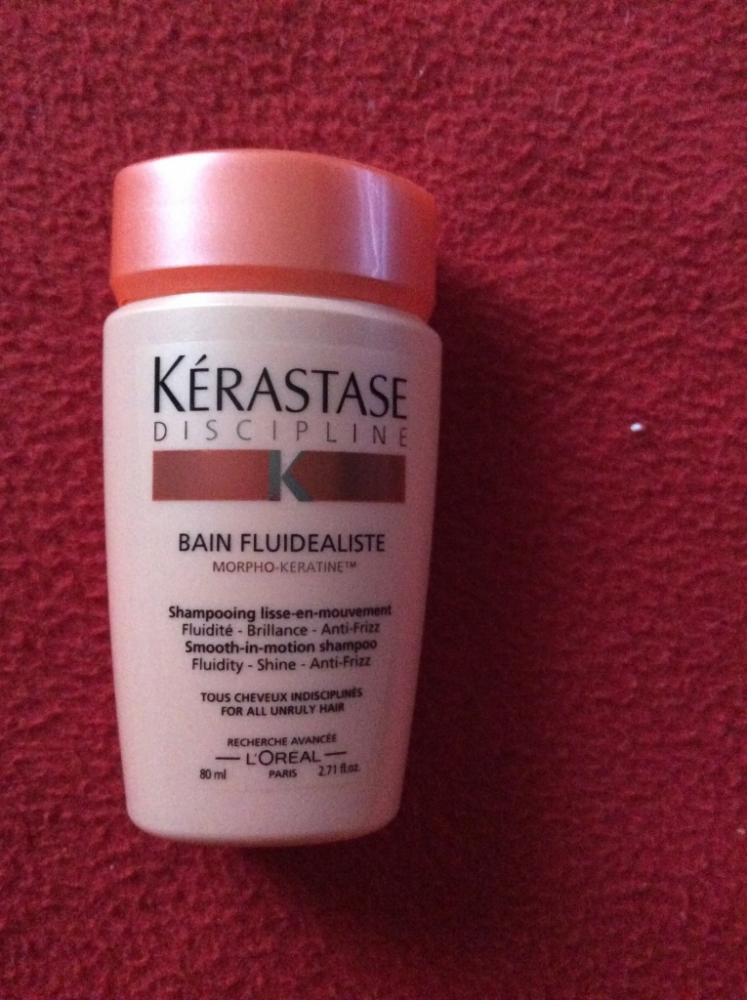 KÉRASTASE
DISCIPLINE
K
BAIN FLUIDEALISTE
MORPHO-KÉRATINE™
Shampooing lisse-en-mouvement
Fluidité - Brillance - Anti-Frizz
Smooth-in-motion shampoo
Fluidity - Shine - Anti-Frizz
TOUS CHEVEUX INDISCIPLINÉS
FOR ALL UNRULY HAIR
RECHERCHE AVANCÉE
L'ORÉAL
80 ml PARIS 2.71 fl.oz.